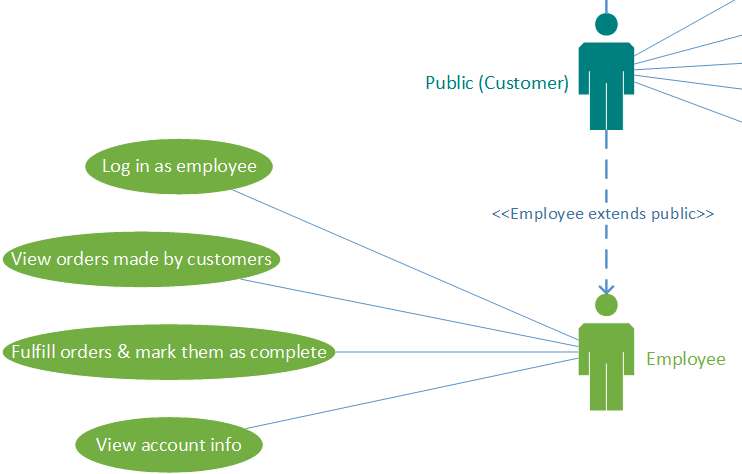 Public (Customer)
Log in as employee
<<Employee extends public>>
View orders made by customers
Fulfill orders & mark them as complete
Employee
View account info